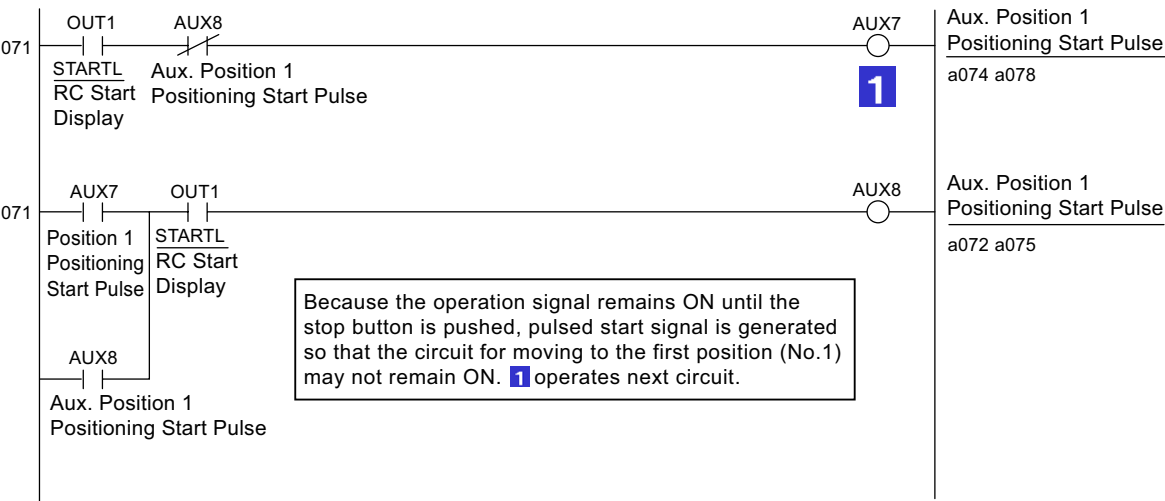 OUT1 AUX8 AUX7
071
STARTL
RC Start
Display
Aux. Position 1
Positioning Start Pulse
1
Aux. Position 1
Positioning Start Pulse
a074 a078
AUX7 OUT1 AUX8
071
Position 1
Positioning
Start Pulse
STARTL
RC Start
Display
Aux. Position 1
Positioning Start Pulse
a072 a075
Because the operation signal remains ON until the
stop button is pushed, pulsed start signal is generated
so that the circuit for moving to the first position (No.1)
may not remain ON. 1 operates next circuit.
AUX8
Aux. Position 1
Positioning Start Pulse